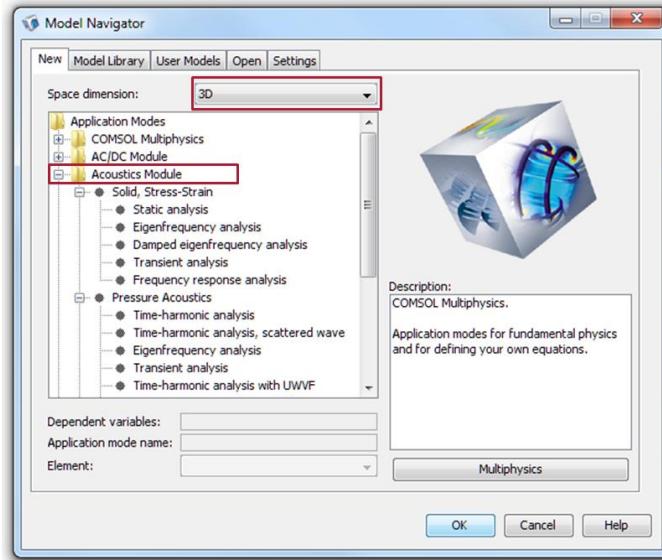 Model Navigator
New Model Library User Models Open Settings
Space dimension: 3D
Application Modes
COMSOL Multiphysics
AC/DC Module
Acoustics Module
Solid, Stress-Strain
Static analysis
Eigenfrequency analysis
Damped eigenfrequency analysis
Transient analysis
Frequency response analysis
Pressure Acoustics
Time-harmonic analysis
Time-harmonic analysis, scattered wave
Eigenfrequency analysis
Transient analysis
Time-harmonic analysis with UWVF
Description:
COMSOL Multiphysics.
Application modes for fundamental physics
and for defining your own equations.
Dependent variables:
Application mode name:
Element:
Multiphysics
OK Cancel Help